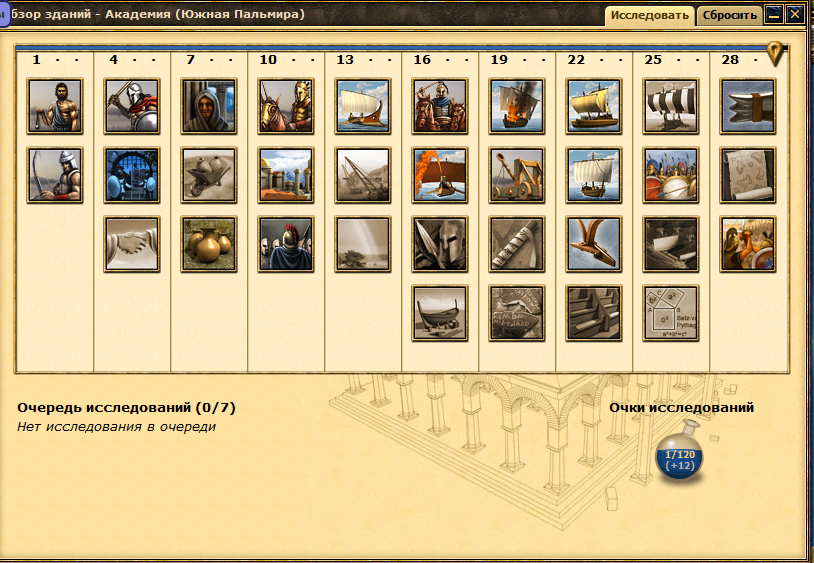 бзор зданий - Академия (Южная Пальмира)
Исследовать
Сбросить
1 4 7 10 13 16 19 22 25 28
Очередь исследований (0/7)
Очки исследований
Нет исследования в очереди
1/120
(+12)